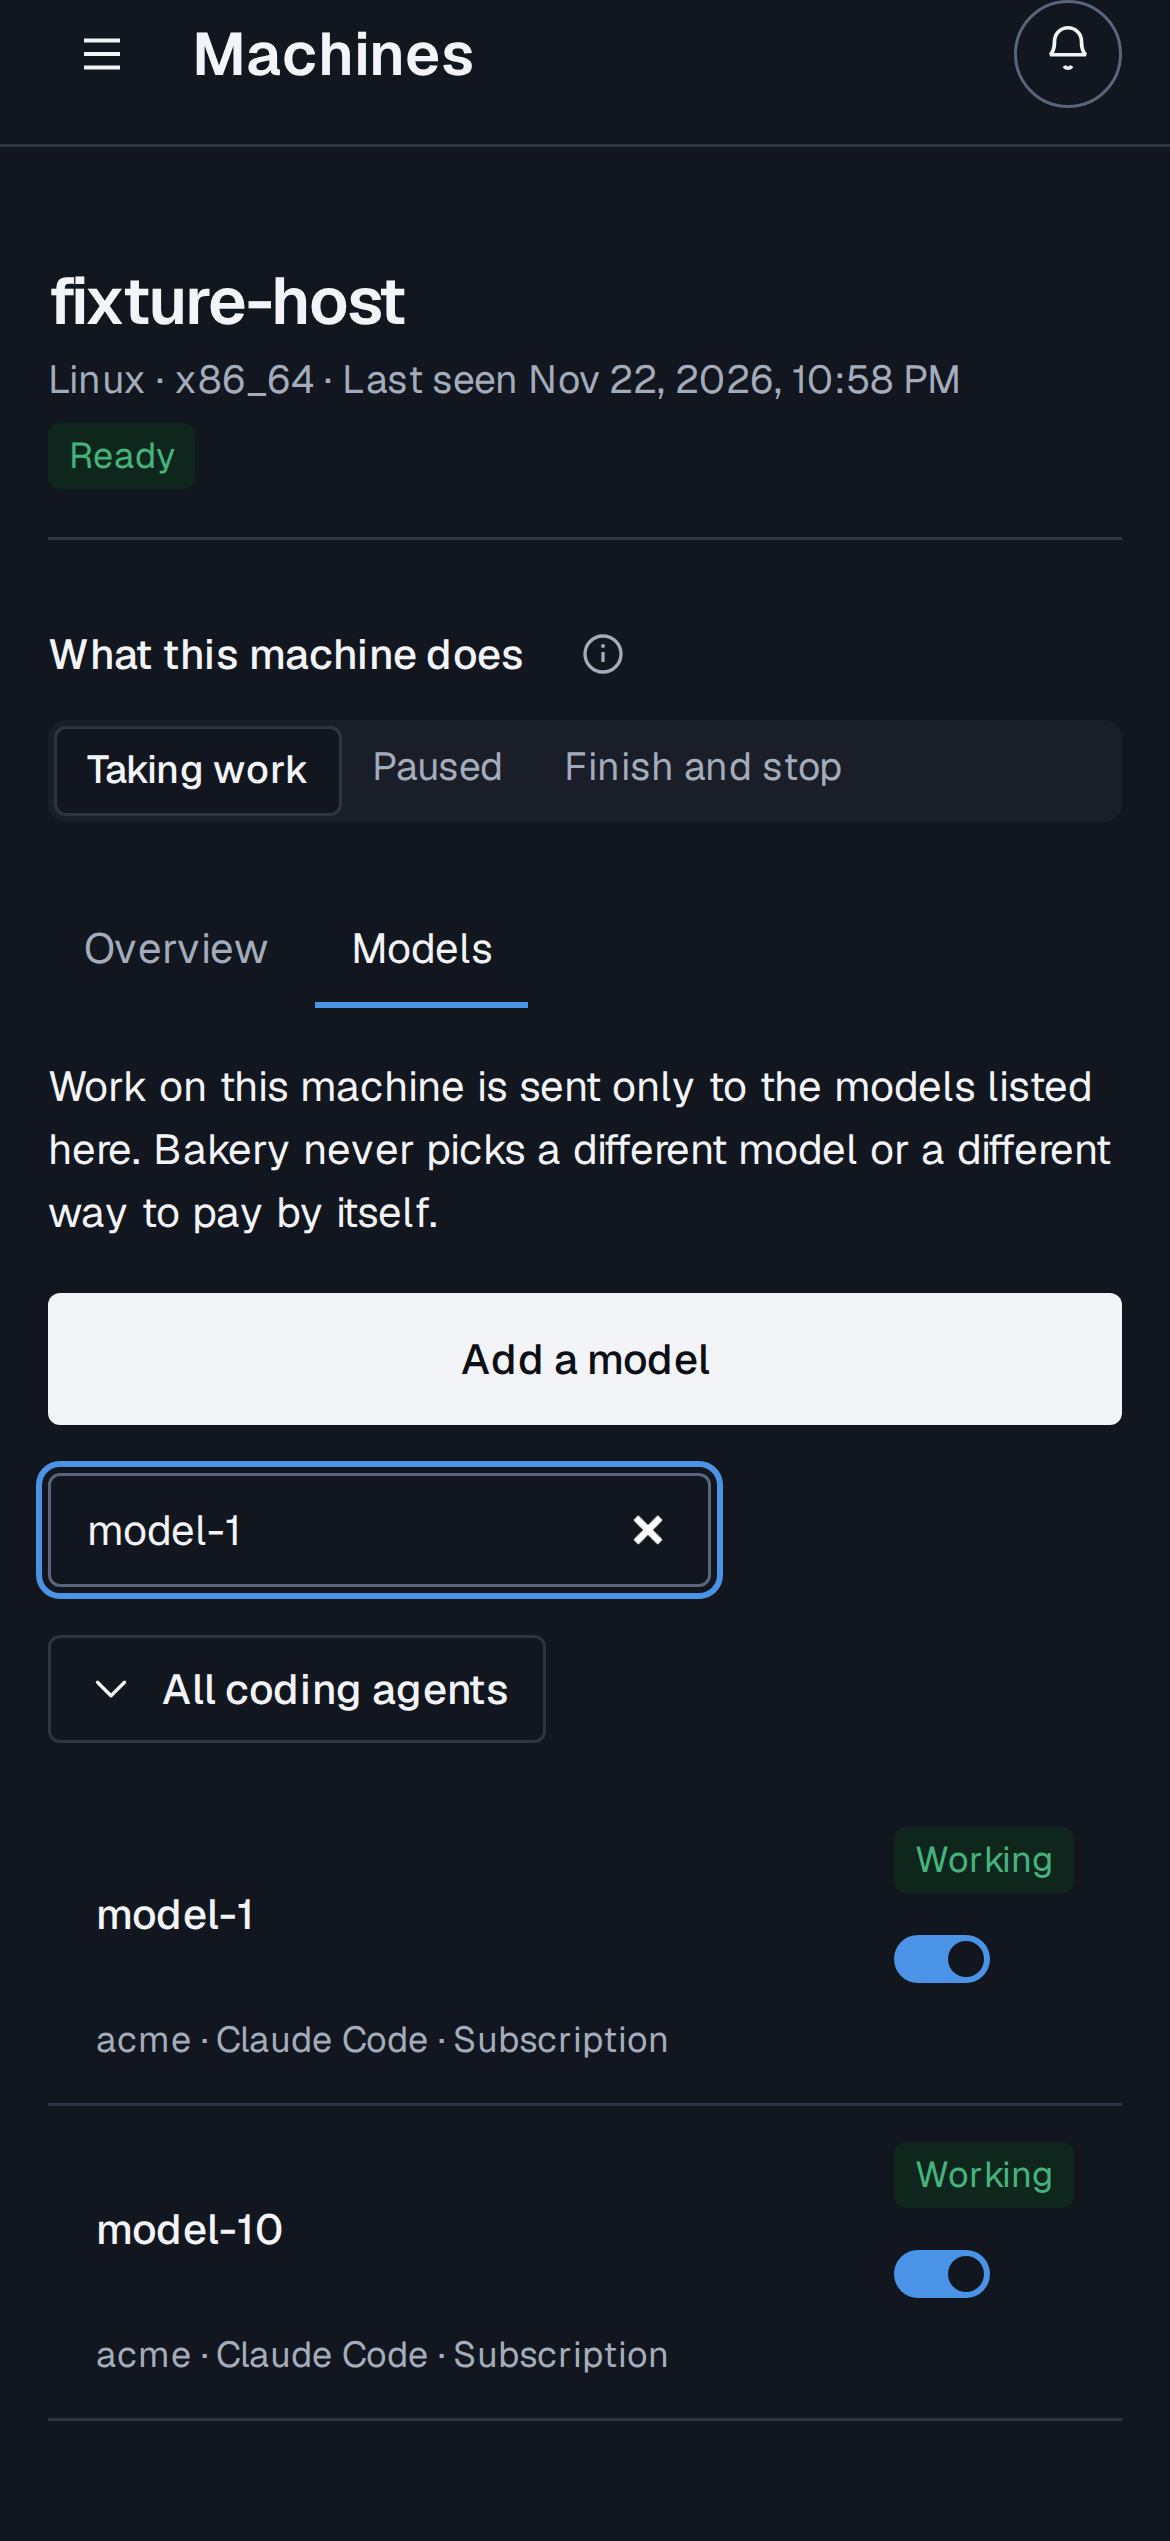 Machines
fixture-host
Linux · x86_64 · Last seen Nov 22, 2026, 10:58 PM
Ready
What this machine does
Taking work
Paused
Finish and stop
Overview
Models
Work on this machine is sent only to the models listed
here. Bakery never picks a different model or a different
way to pay by itself.
Add a model
model-1
All coding agents
Working
model-1
acme · Claude Code · Subscription
Working
model-10
acme · Claude Code · Subscription